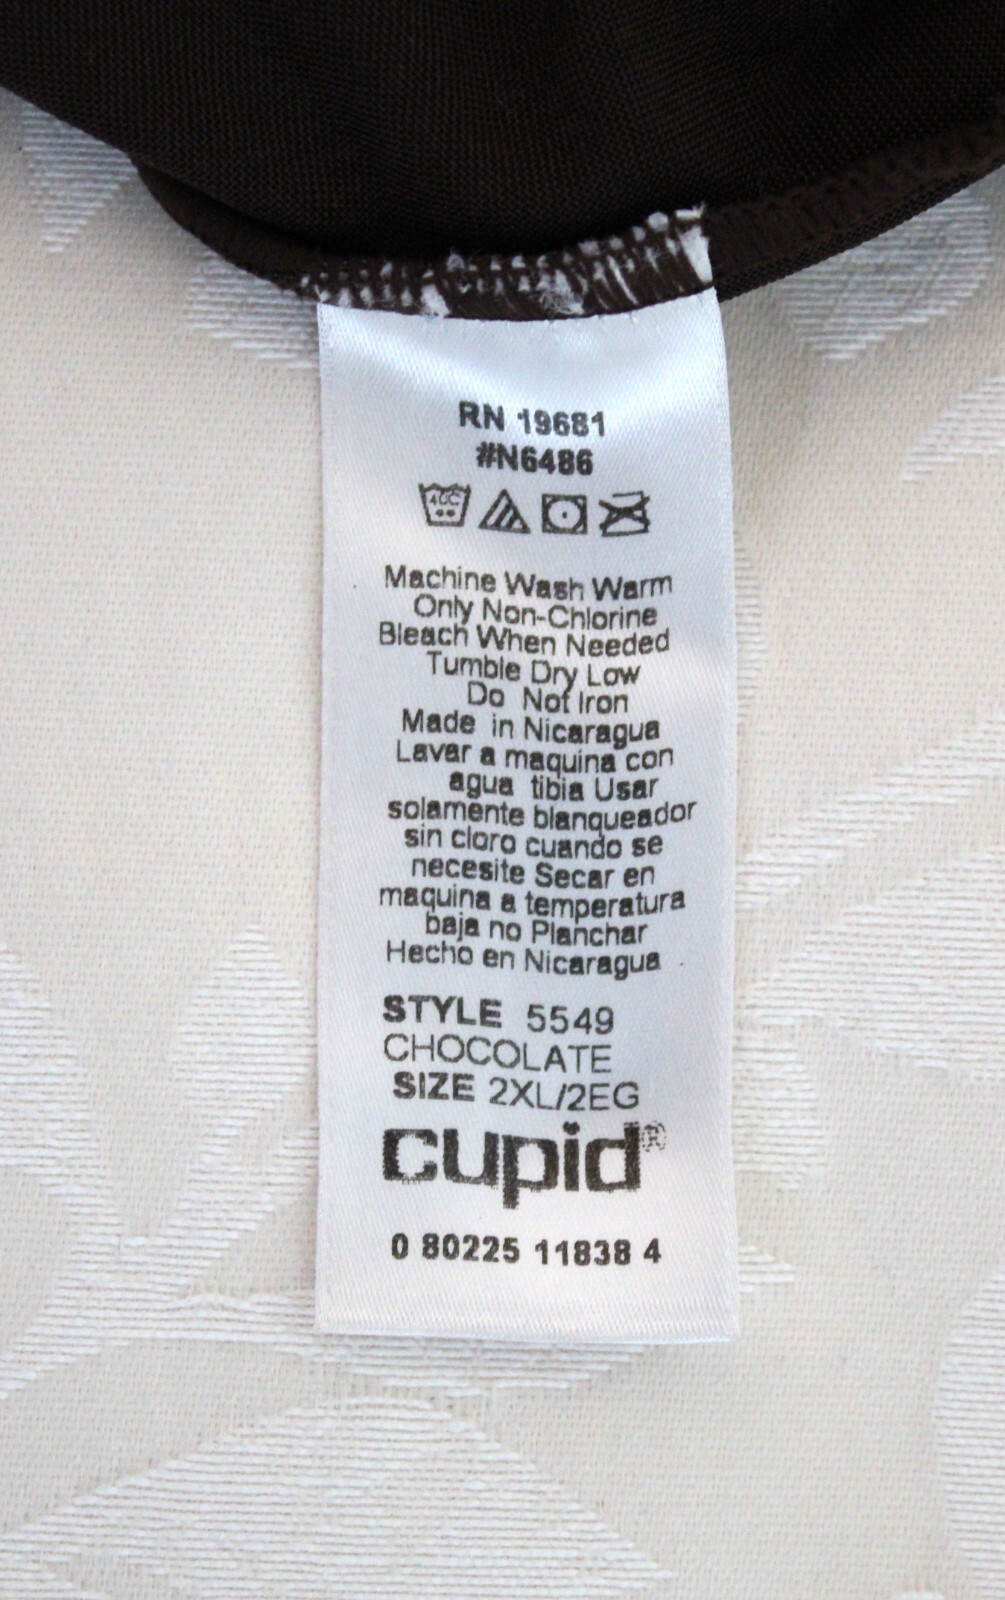 RN 19681
#N6486
40C
Machine Wash Warm
Only Non-Chlorine
Bleach When Needed
Tumble Dry Low
Do Not Iron
Made in Nicaragua
Lavar a maquina con
agua tibia Usar
solamente blanqueador
sin cloro cuando se
necesite Secar en
maquina a temperatura
baja no Planchar
Hecho en Nicaragua
STYLE 5549
CHOCOLATE
SIZE 2XL/2EG
cupid®
0 80225 11838 4